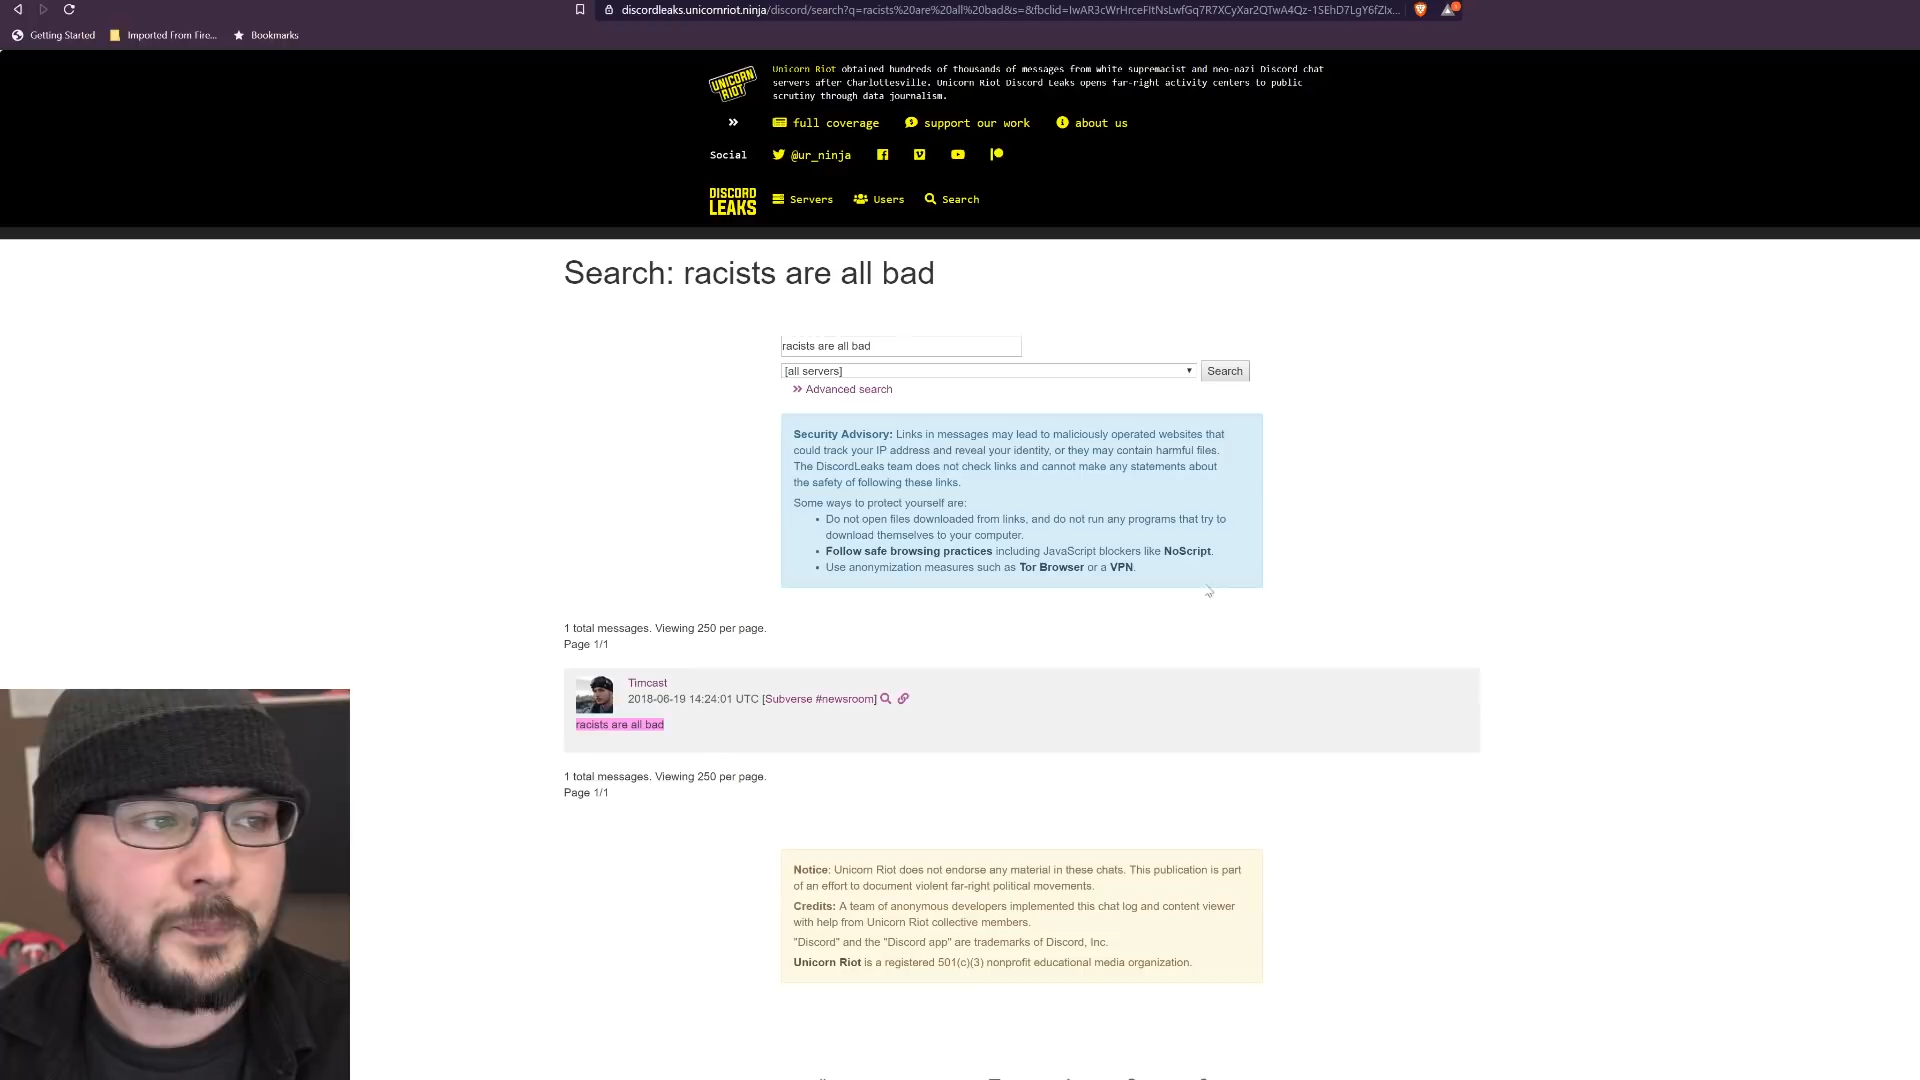 discordleaks.unicornriot.ninja/discord/search?q=racists%20are%20all%20bad&s=&fbclid=
Getting Started Imported From Fire... Bookmarks
UNICORN RIOT
Unicorn Riot obtained hundreds of thousands of messages from white supremacist and neo-nazi Discord chat
servers after Charlottesville. Unicorn Riot Discord Leaks opens far-right activity centers to public
scrutiny through data journalism.
» full coverage support our work about us
Social @ur_ninja
DISCORD LEAKS Servers Users Search
Search: racists are all bad
racists are all bad
[all servers] Search
» Advanced search
Security Advisory: Links in messages may lead to maliciously operated websites that
could track your IP address and reveal your identity, or they may contain harmful files.
The DiscordLeaks team does not check links and cannot make any statements about
the safety of following these links.
Some ways to protect yourself are:
• Do not open files downloaded from links, and do not run any programs that try to
download themselves to your computer.
• Follow safe browsing practices including JavaScript blockers like NoScript.
• Use anonymization measures such as Tor Browser or a VPN.
1 total messages. Viewing 250 per page.
Page 1/1
Timcast
2018-06-19 14:24:01 UTC [Subverse #newsroom]
racists are all bad
1 total messages. Viewing 250 per page.
Page 1/1
Notice: Unicorn Riot does not endorse any material in these chats. This publication is part
of an effort to document violent far-right political movements.
Credits: A team of anonymous developers implemented this chat log and content viewer
with help from Unicorn Riot collective members.
"Discord" and the "Discord app" are trademarks of Discord, Inc.
Unicorn Riot is a registered 501(c)(3) nonprofit educational media organization.